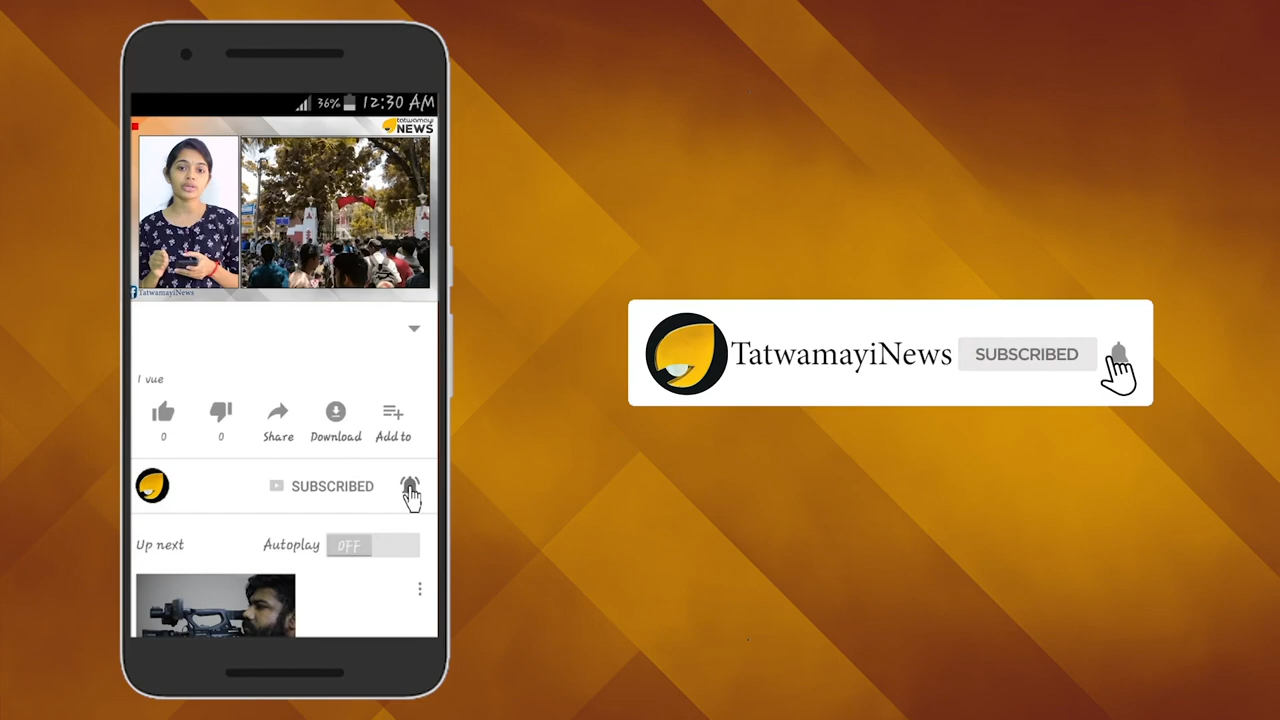 36% 12:30 AM
tatwamayi
NEWS
TatwamayiNews
1 vue
0 0 Share Download Add to
SUBSCRIBED
Up next Autoplay OFF
TatwamayiNews SUBSCRIBED